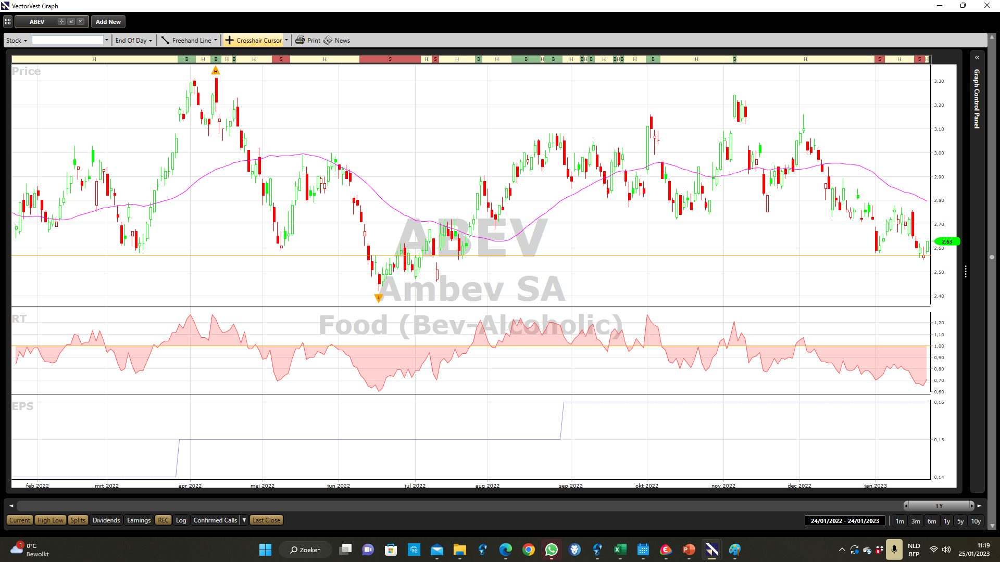 VectorVest Graph
ABEV Add New
Stock End Of Day Freehand Line Crosshair Cursor Print News
H B H B H B H S H S H S H B H B H B H B H B H B H B H B H B H S H S H
Price
H
3,30
3,20
3,10
3,00
2,90
2,80
2,70
2,63
2,60
2,50
2,40
L
ABEV
Ambev SA
Food (Bev-Alcoholic)
RT
1,20
1,10
1,00
0,90
0,80
0,70
0,60
EPS
0,16
0,15
0,14
feb 2022 mrt 2022 apr 2022 mei 2022 jun 2022 jul 2022 aug 2022 sep 2022 okt 2022 nov 2022 dec 2022 jan 2023
Graph Control Panel
1 Y
Current High Low Splits Dividends Earnings REC Log Confirmed Calls Last Close 24/01/2022 - 24/01/2023 1m 3m 6m 1y 5y 10y
1 0°C
Bewolkt
Zoeken
NLD
BEP
11:19
25/01/2023